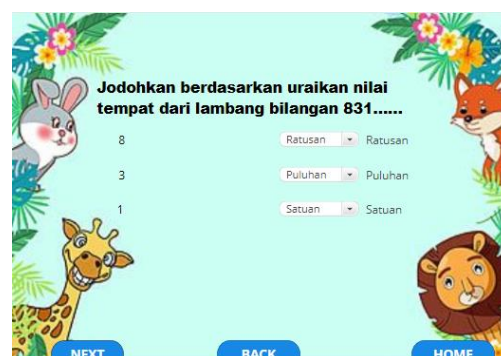 Jodohkan berdasarkan uraikan nilai
tempat dari lambang bilangan 831......
8 Ratusan Ratusan
3 Puluhan Puluhan
1 Satuan Satuan
NEXT BACK HOME